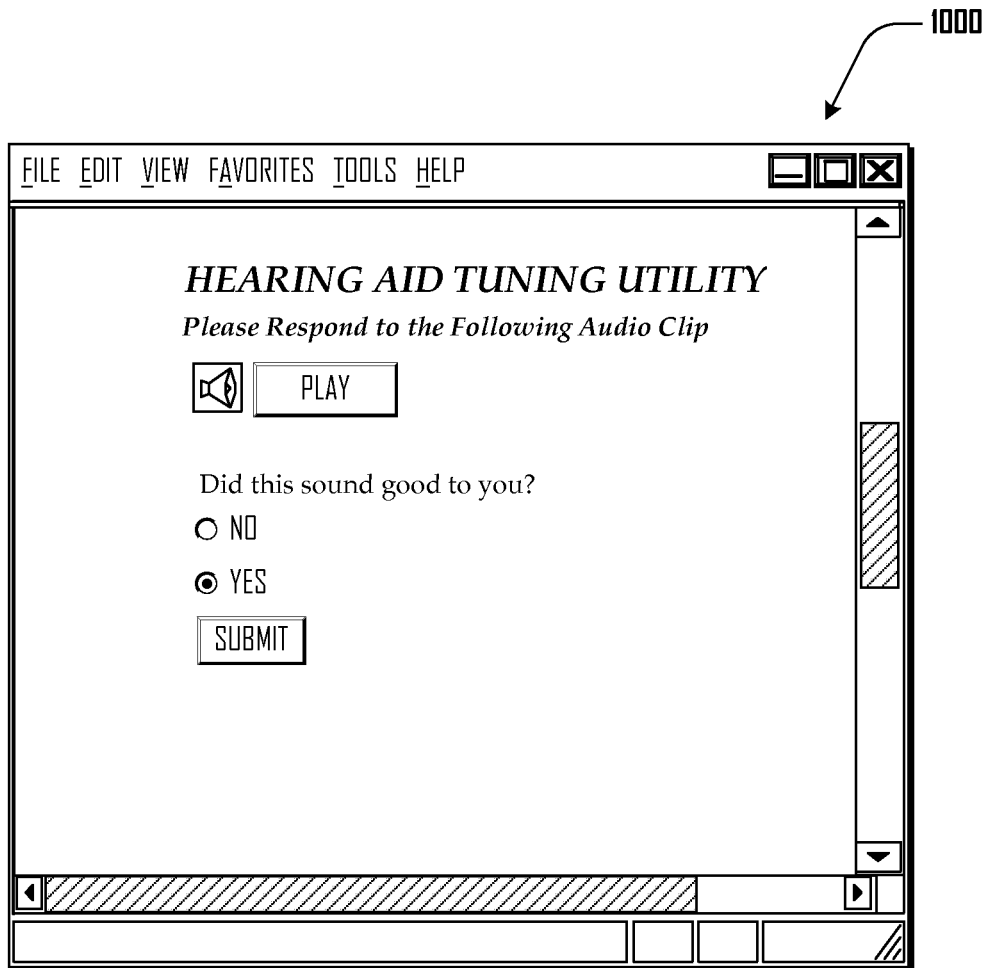 1000
FILE EDIT VIEW FAVORITES TOOLS HELP
HEARING AID TUNING UTILITY
Please Respond to the Following Audio Clip
PLAY
Did this sound good to you?
NO
YES
SUBMIT